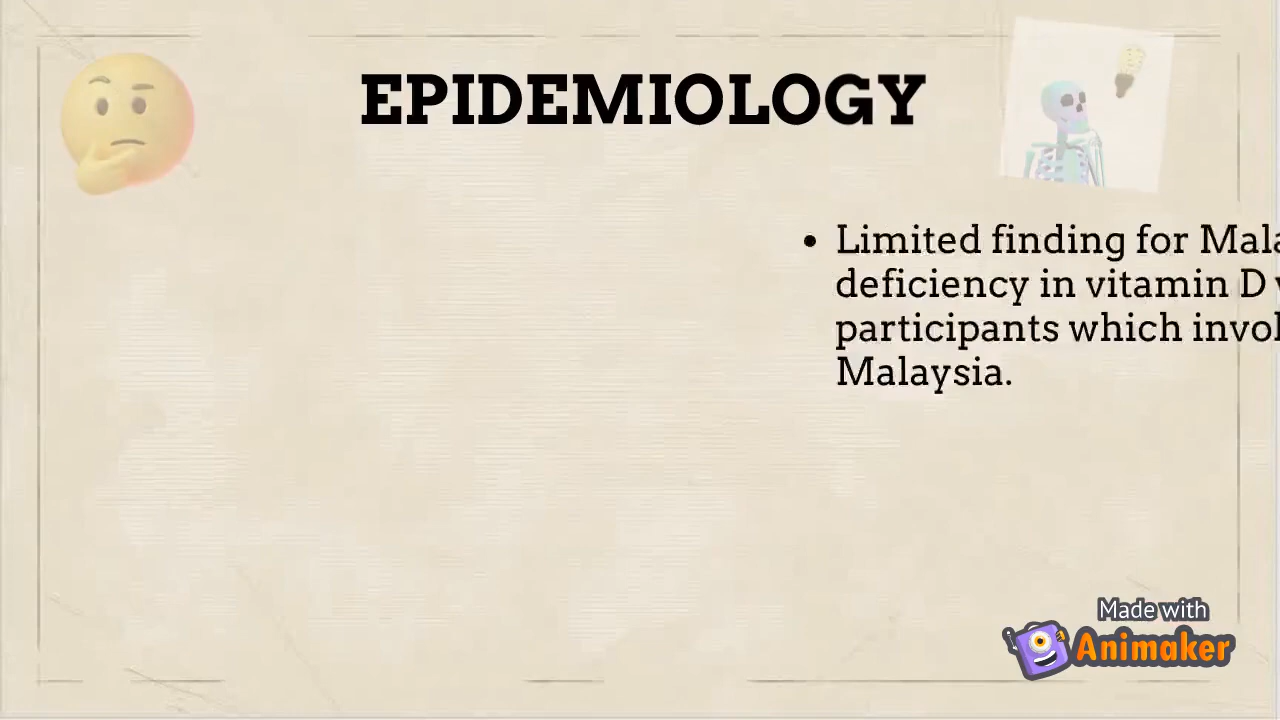 EPIDEMIOLOGY
• Limited finding for
deficiency in vitamin D
participants which
Malaysia.
Made with
Animaker